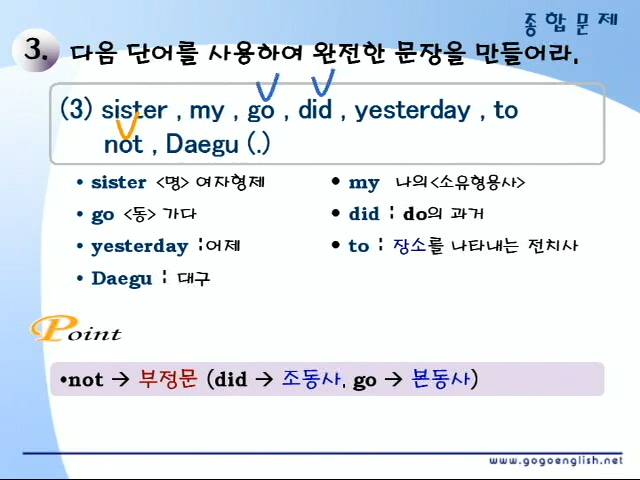 종합문제
3. 다음 단어를 사용하여 완전한 문장을 만들어라.
(3) sister , my , go , did , yesterday , to
not , Daegu (.)
• sister <명> 여자형제
• my 나의<소유형용사>
• go <동> 가다
• did : do의 과거
• yesterday :어제
• to : 장소를 나타내는 전치사
• Daegu : 대구
Point
•not → 부정문 (did → 조동사, go → 본동사)
www.gogoenglish.net